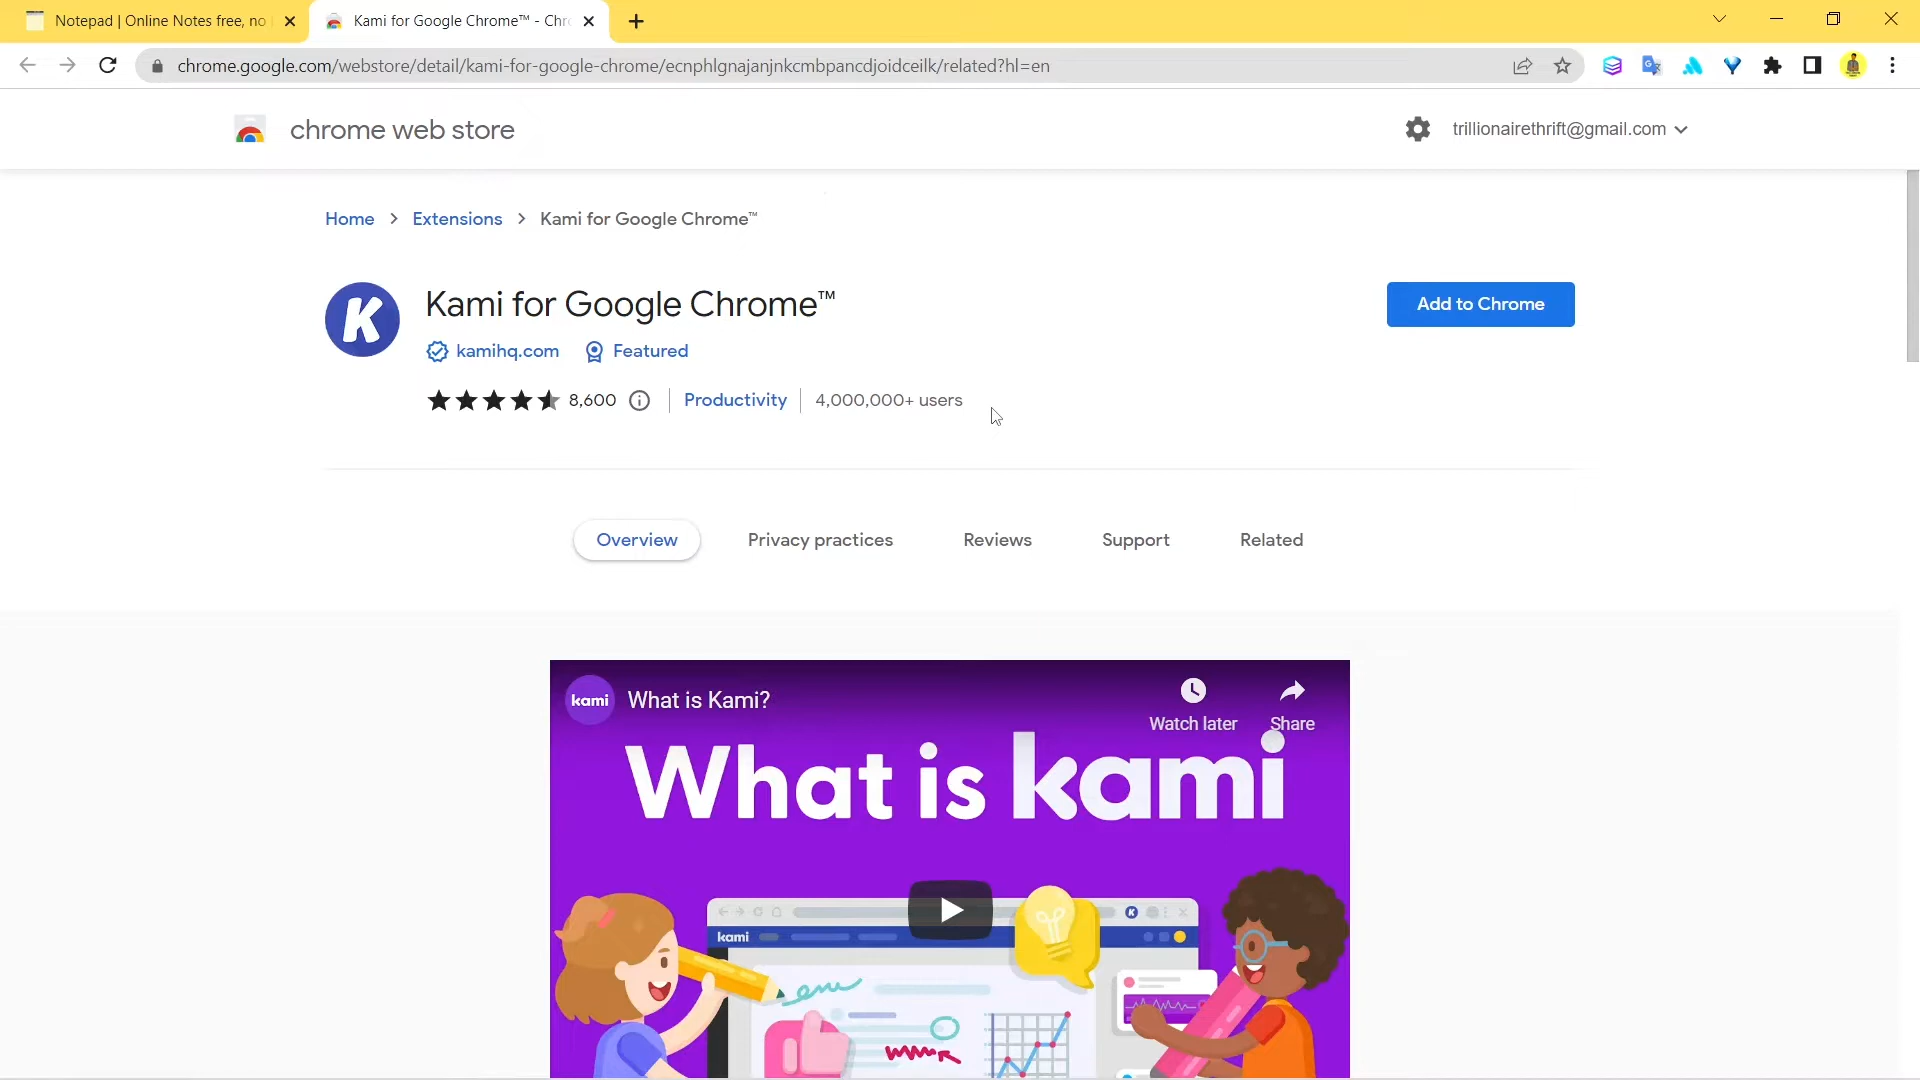 Notepad | Online Notes free, no
Kami for Google Chrome™ - Chr
chrome.google.com/webstore/detail/kami-for-google-chrome/ecnphlgnajanjnkcmbpancdjoidceilk/related?hl=en
chrome web store
trillionairethrift@gmail.com
Home > Extensions > Kami for Google Chrome™
K
Kami for Google Chrome™
Add to Chrome
kamihq.com Featured
8,600 Productivity 4,000,000+ users
Overview Privacy practices Reviews Support Related
kami What is Kami?
Watch later Share
What is kami
K
kami